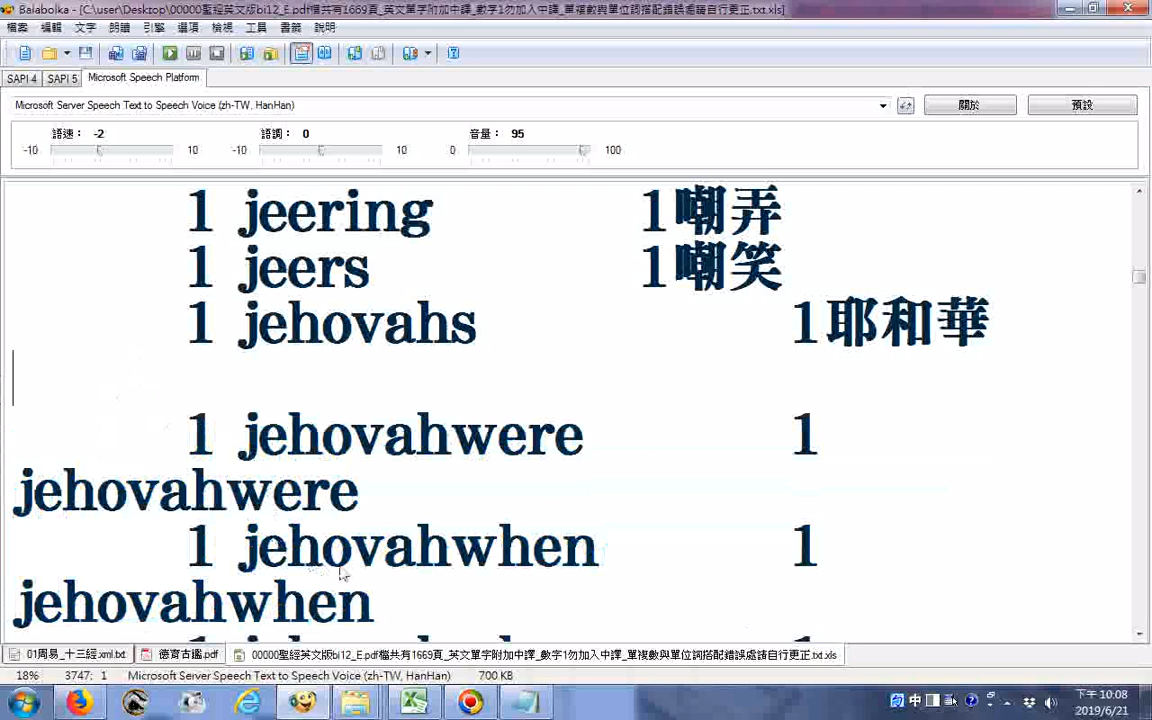 Balabolka - [C:\user\Desktop\00000聖經英文版bi12_E.pdf檔共有1669頁_英文單字附加中譯_數字1勿加入中譯_單複數與單位詞搭配錯誤處請自行更正.txt.xls]
檔案 編輯 文字 朗讀 引擎 選項 檢視 工具 書籤 說明
SAPI 4 SAPI 5 Microsoft Speech Platform
Microsoft Server Speech Text to Speech Voice (zh-TW, HanHan) 關於 預設
語速: -2 語調: 0 音量: 95
-10 10 -10 10 0 100
1 jeering 1嘲弄
1 jeers 1嘲笑
1 jehovahs 1耶和華
1 jehovahwere 1
jehovahwere
1 jehovahwhen 1
jehovahwhen
01周易_十三經.xml.txt 德育古鑑.pdf 00000聖經英文版bi12_E.pdf檔共有1669頁_英文單字附加中譯_數字1勿加入中譯_單複數與單位詞搭配錯誤處請自行更正.txt.xls
18% 3747: 1 Microsoft Server Speech Text to Speech Voice (zh-TW, HanHan) 700 KB
中 下午 10:08
2019/6/21